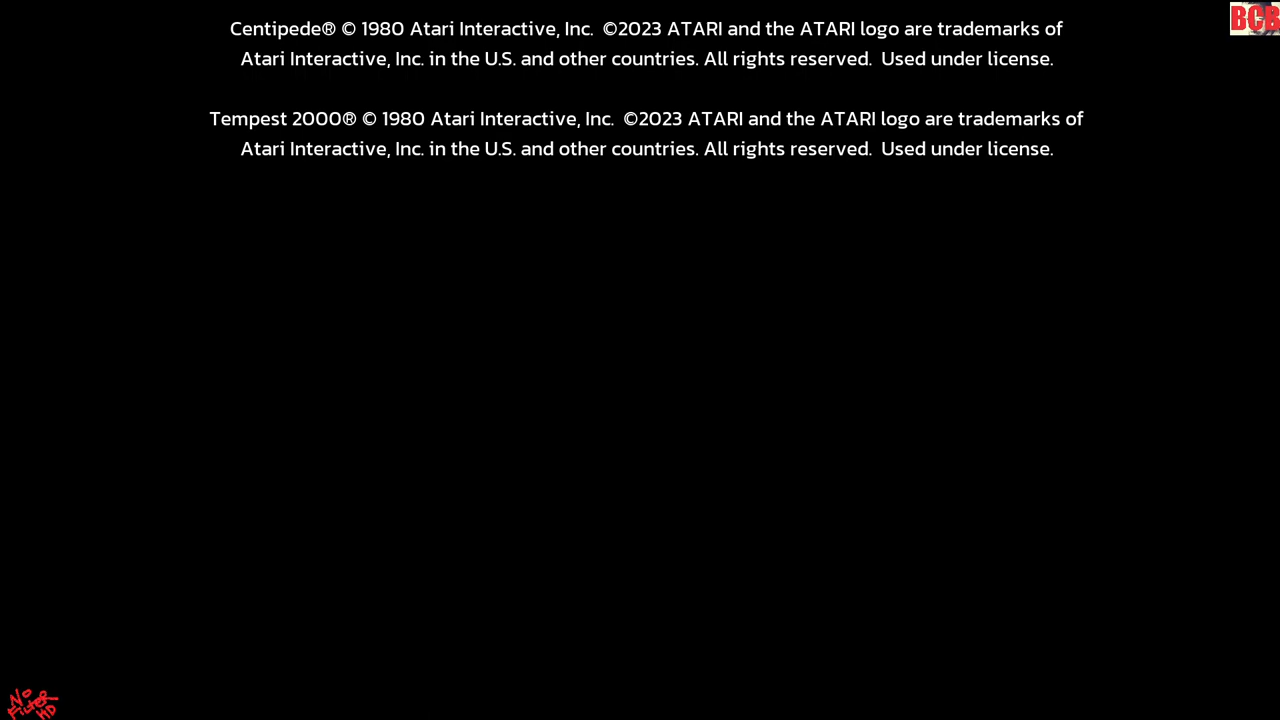 Centipede® © 1980 Atari Interactive, Inc.  ©2023 ATARI and the ATARI logo are trademarks of
Atari Interactive, Inc. in the U.S. and other countries. All rights reserved.  Used under license.
Tempest 2000® © 1980 Atari Interactive, Inc.  ©2023 ATARI and the ATARI logo are trademarks of
Atari Interactive, Inc. in the U.S. and other countries. All rights reserved.  Used under license.
BCB
No
Filter
HD